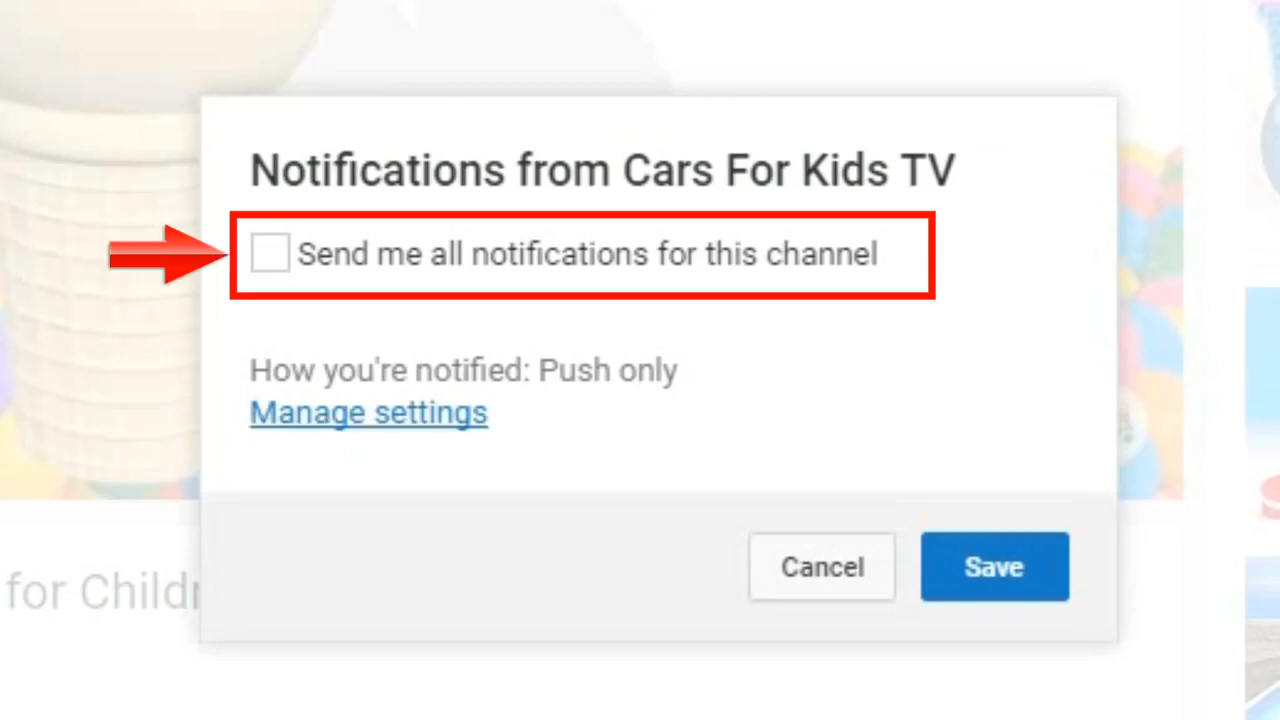 Notifications from Cars For Kids TV
Send me all notifications for this channel
How you're notified: Push only
Manage settings
Cancel Save
for Child